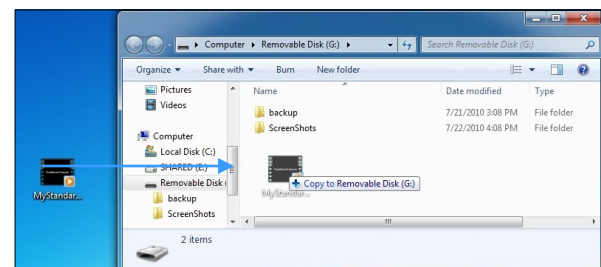 Computer ▸ Removable Disk (G:) ▸
Search Removable Disk (G:)
Organize ▾ Share with ▾ Burn New folder
Pictures
Videos
Computer
Local Disk (C:)
SHARED (E:)
Removable Disk (
backup
ScreenShots
Name Date modified Type
backup 7/21/2010 3:08 PM File folder
ScreenShots 7/22/2010 4:08 PM File folder
MyStandar...
Copy to Removable Disk (G:)
MyStandar...
2 items